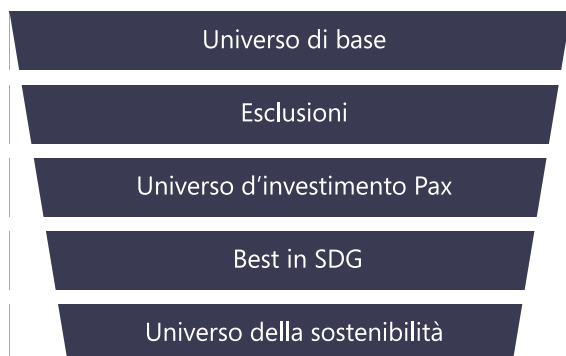 Universo di base
Esclusioni
Universo d'investimento Pax
Best in SDG
Universo della sostenibilità